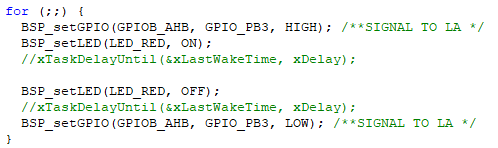 for (;;) {
BSP_setGPIO(GPIOB_AHB, GPIO_PB3, HIGH); /**SIGNAL TO LA */
BSP_setLED(LED_RED, ON);
//xTaskDelayUntil(&xLastWakeTime, xDelay);
BSP_setLED(LED_RED, OFF);
//xTaskDelayUntil(&xLastWakeTime, xDelay);
BSP_setGPIO(GPIOB_AHB, GPIO_PB3, LOW); /**SIGNAL TO LA */
}